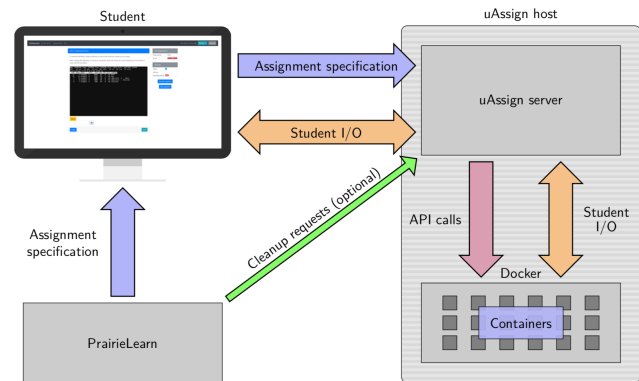 Student
uAssign host
Assignment specification
uAssign server
Student I/O
Cleanup requests (optional)
API calls
Student
I/O
Assignment
specification
Docker
PrairieLearn
Containers